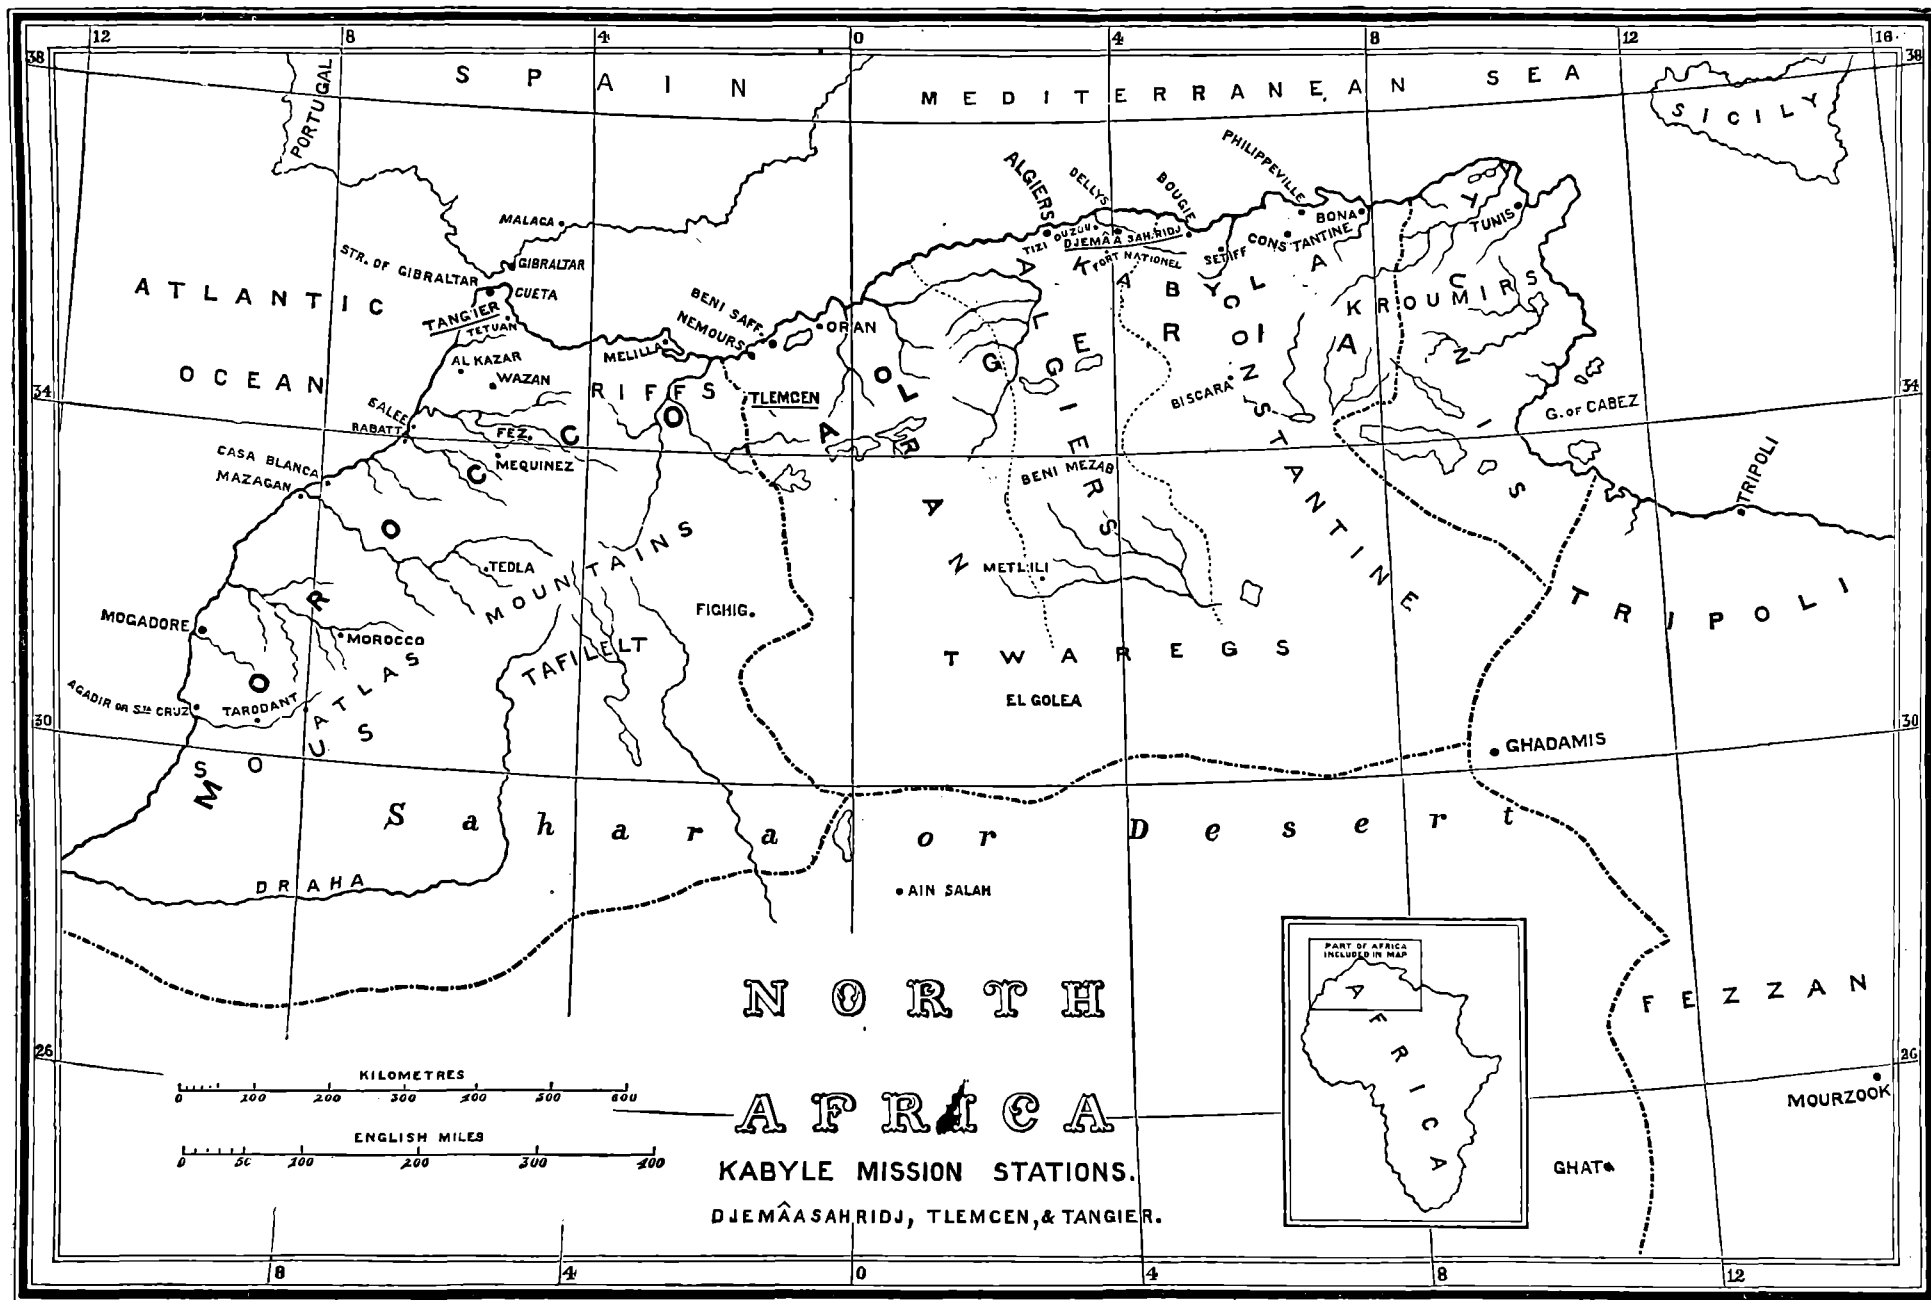 12 8 4 0 4 8 12 16
38 38
PORTUGAL
SPAIN
MEDITERRANEAN SEA
SICILY
MALAGA
STR. OF GIBRALTAR
GIBRALTAR
CUETA
TANGIER
TETUAN
ATLANTIC
OCEAN
ALGIERS
DELLYS
BOUGIE
PHILIPPEVILLE
BONA
TUNIS
TIZI OUZOU
DJEMÂA SAHRIDJ
FORT NATIONEL
SETIFF
CONSTANTINE
KABYLIA
KROUMIRS
BENI SAFF.
NEMOURS
ORAN
MELILLA
AL KAZAR
WAZAN
RIFFS
TLEMCEN
34 34
SALEE
RABATT
FEZ.
MEQUINEZ
CASA BLANCA
MAZAGAN
BISCARA
G. OF CABEZ
TRIPOLI
ALGERIA
ORAN
ALGIERS
CONSTANTINE
TUNIS
BENI MEZAB
METLILI
TEDLA
MOUNTAINS
FIGHIG.
TAFILELT
MOGADORE
MOROCCO
AGADIR OR STA CRUZ
TARODANT
ATLAS
SOUS
MOROCCO
TWAREGS
TRIPOLI
EL GOLEA
30 30
GHADAMIS
Sahara or Desert
DRAHA
AIN SALAH
NORTH
AFRICA
KABYLE MISSION STATIONS.
DJEMÂASAHRIDJ, TLEMCEN, & TANGIER.
PART OF AFRICA
INCLUDED IN MAP
AFRICA
FEZZAN
26 26
MOURZOOK
GHAT
KILOMETRES
0 100 200 300 400 500 600
ENGLISH MILES
0 50 100 200 300 400
8 4 0 4 8 12